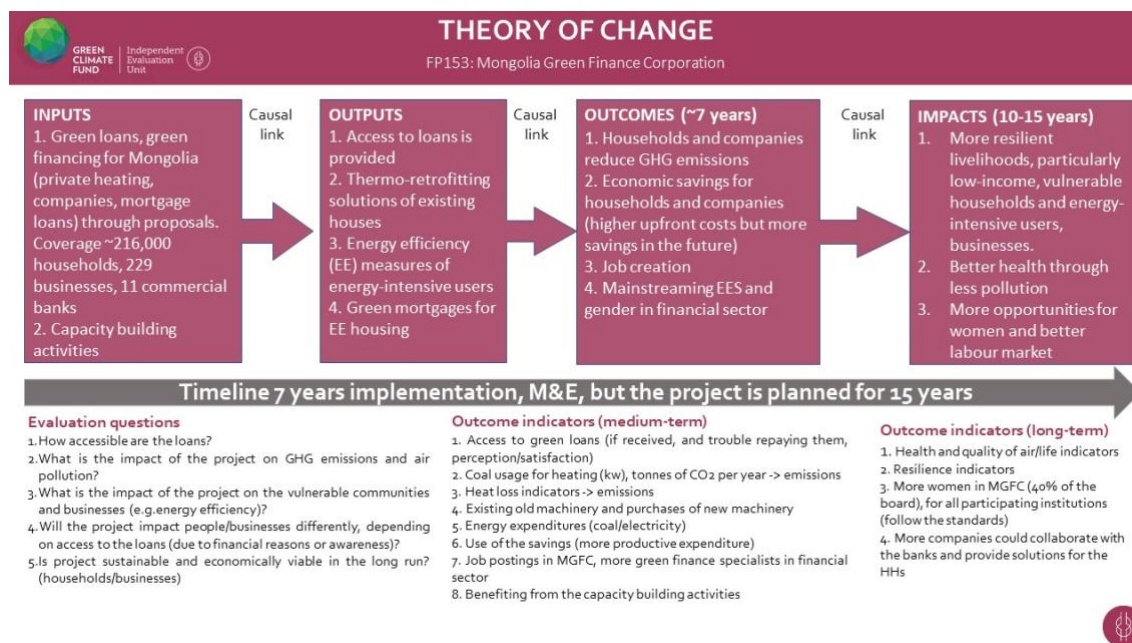 GREEN
CLIMATE
FUND
Independent
Evaluation
Unit
THEORY OF CHANGE
FP153: Mongolia Green Finance Corporation
INPUTS
1. Green loans, green
financing for Mongolia
(private heating,
companies, mortgage
loans) through proposals.
Coverage ~216,000
households, 229
businesses, 11 commercial
banks
2. Capacity building
activities
Causal
link
OUTPUTS
1. Access to loans is
provided
2. Thermo-retrofitting
solutions of existing
houses
3. Energy efficiency
(EE) measures of
energy-intensive users
4. Green mortgages for
EE housing
Causal
link
OUTCOMES (~7 years)
1. Households and companies
reduce GHG emissions
2. Economic savings for
households and companies
(higher upfront costs but more
savings in the future)
3. Job creation
4. Mainstreaming EES and
gender in financial sector
Causal
link
IMPACTS (10-15 years)
1. More resilient
livelihoods, particularly
low-income, vulnerable
households and energy-
intensive users,
businesses.
2. Better health through
less pollution
3. More opportunities for
women and better
labour market
Timeline 7 years implementation, M&E, but the project is planned for 15 years
Evaluation questions
1. How accessible are the loans?
2. What is the impact of the project on GHG emissions and air
pollution?
3. What is the impact of the project on the vulnerable communities
and businesses (e.g.energy efficiency)?
4. Will the project impact people/businesses differently, depending
on access to the loans (due to financial reasons or awareness)?
5. Is project sustainable and economically viable in the long run?
(households/businesses)
Outcome indicators (medium-term)
1. Access to green loans (if received, and trouble repaying them,
perception/satisfaction)
2. Coal usage for heating (kw), tonnes of CO2 per year -> emissions
3. Heat loss indicators -> emissions
4. Existing old machinery and purchases of new machinery
5. Energy expenditures (coal/electricity)
6. Use of the savings (more productive expenditure)
7. Job postings in MGFC, more green finance specialists in financial
sector
8. Benefiting from the capacity building activities
Outcome indicators (long-term)
1. Health and quality of air/life indicators
2. Resilience indicators
3. More women in MGFC (40% of the
board), for all participating institutions
(follow the standards)
4. More companies could collaborate with
the banks and provide solutions for the
HHs